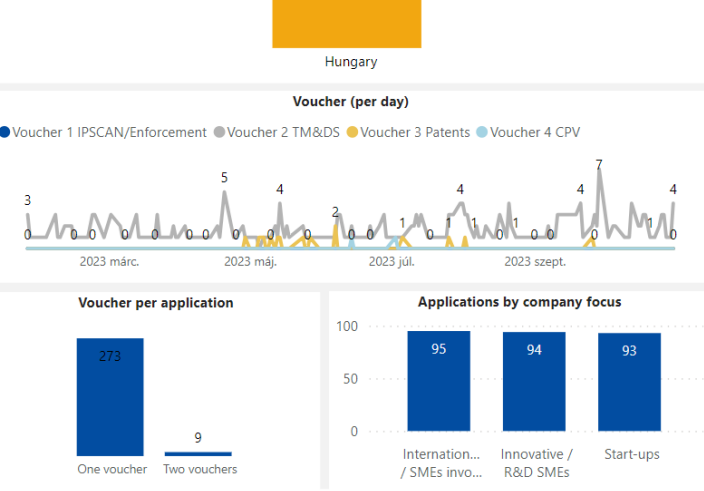 Hungary
Voucher (per day)
Voucher 1 IPSCAN/Enforcement Voucher 2 TM&DS Voucher 3 Patents Voucher 4 CPV
7
5
4 4 4 4
3
2
1 1 1 1 1
0 0 0 0 0 0 0 0 0 0 0 0 0 0 0 0
2023 márc. 2023 máj. 2023 júl. 2023 szept.
Voucher per application
273
9
One voucher Two vouchers
Applications by company focus
100
95 94 93
50
0
Internation... Innovative / Start-ups
/ SMEs invo... R&D SMEs